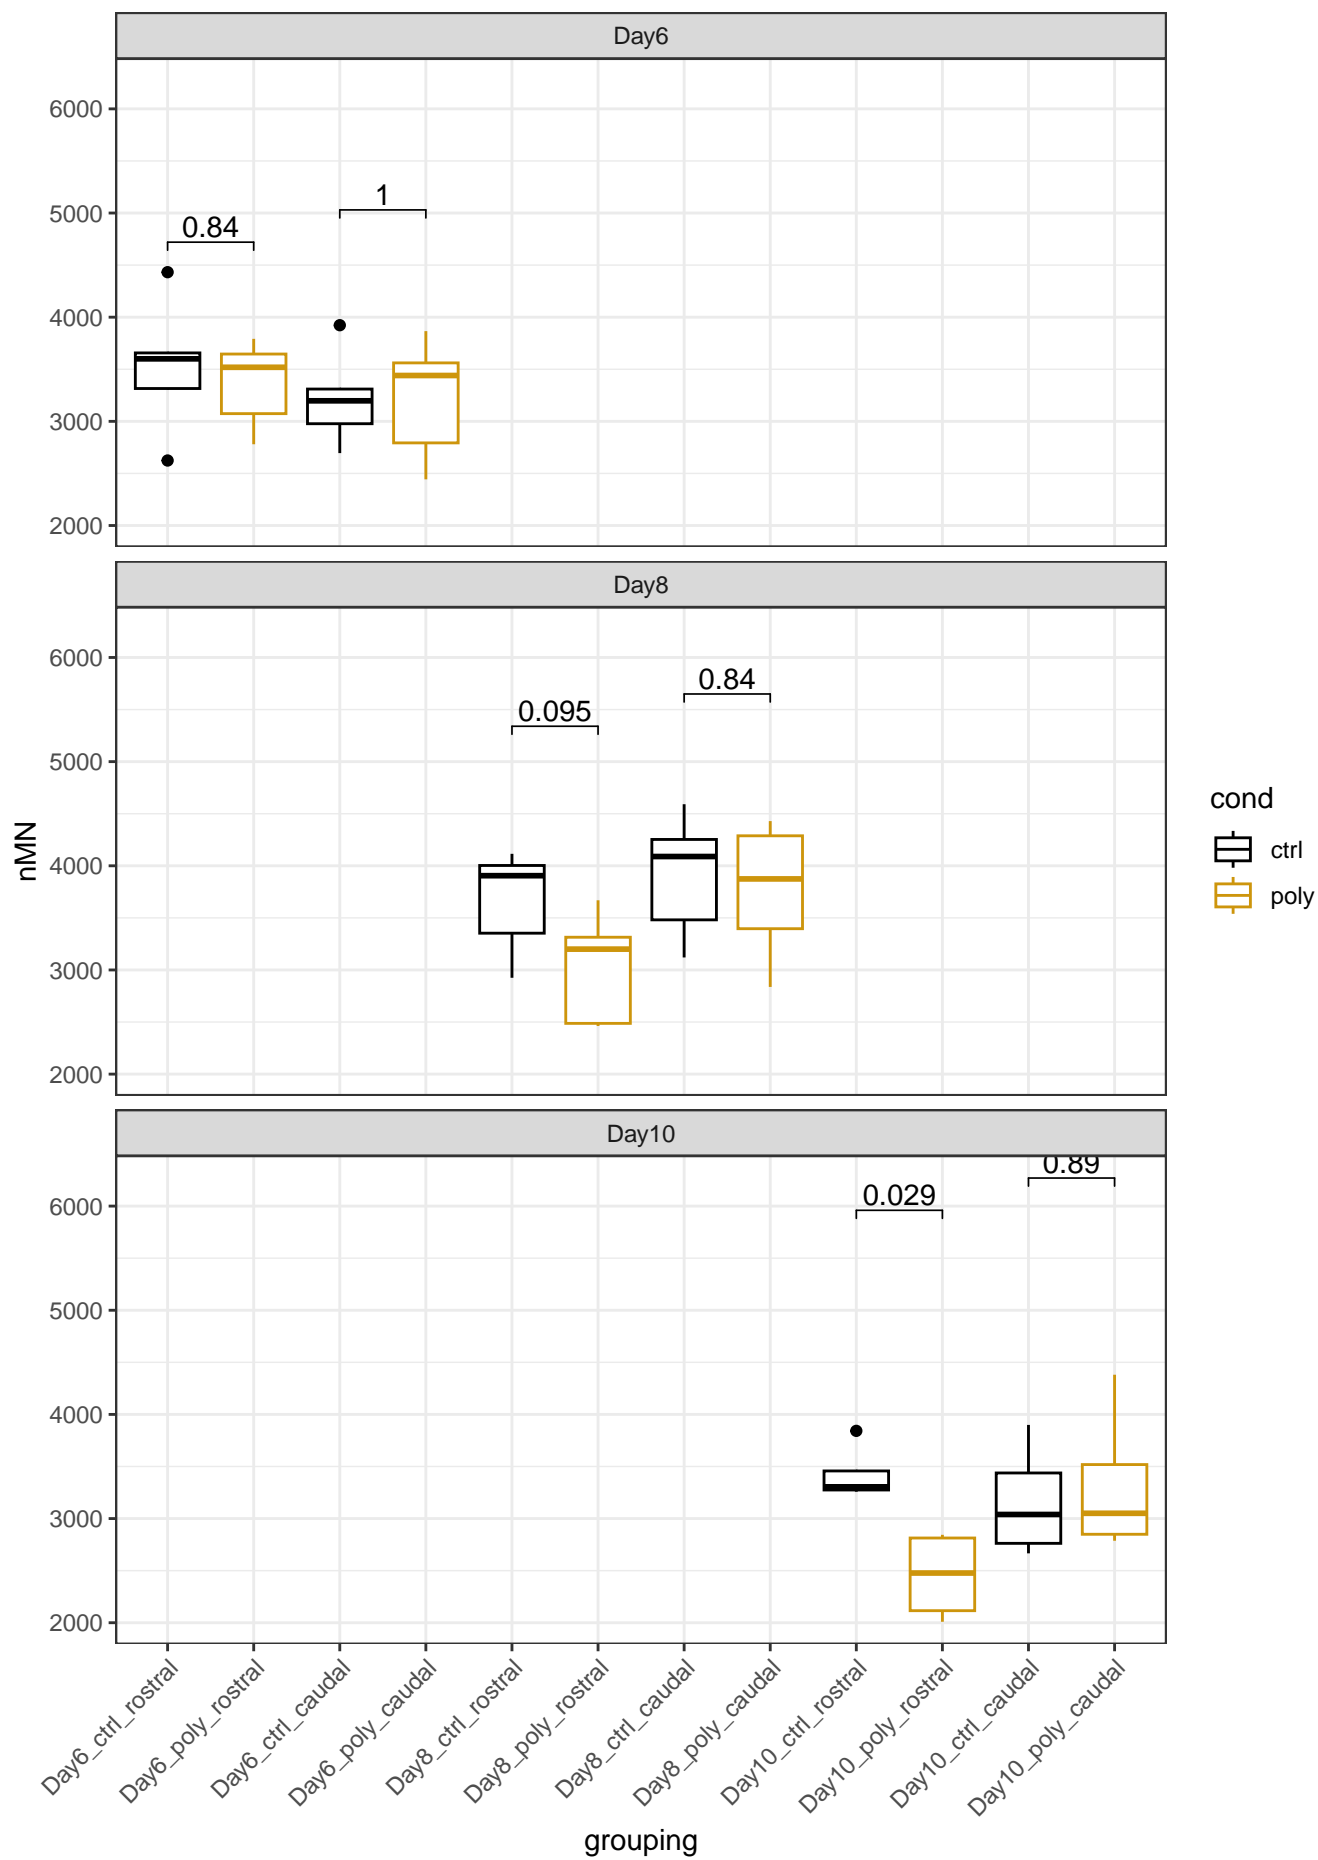 Day6
6000
5000
4000
3000
2000
0.84
1
Day8
6000
5000
4000
3000
2000
0.095
0.84
nMN
cond
ctrl
poly
Day10
6000
5000
4000
3000
2000
0.029
0.89
Day6_ctrl_rostral
Day6_poly_rostral
Day6_ctrl_caudal
Day6_poly_caudal
Day8_ctrl_rostral
Day8_poly_rostral
Day8_ctrl_caudal
Day8_poly_caudal
Day10_ctrl_rostral
Day10_poly_rostral
Day10_ctrl_caudal
Day10_poly_caudal
grouping